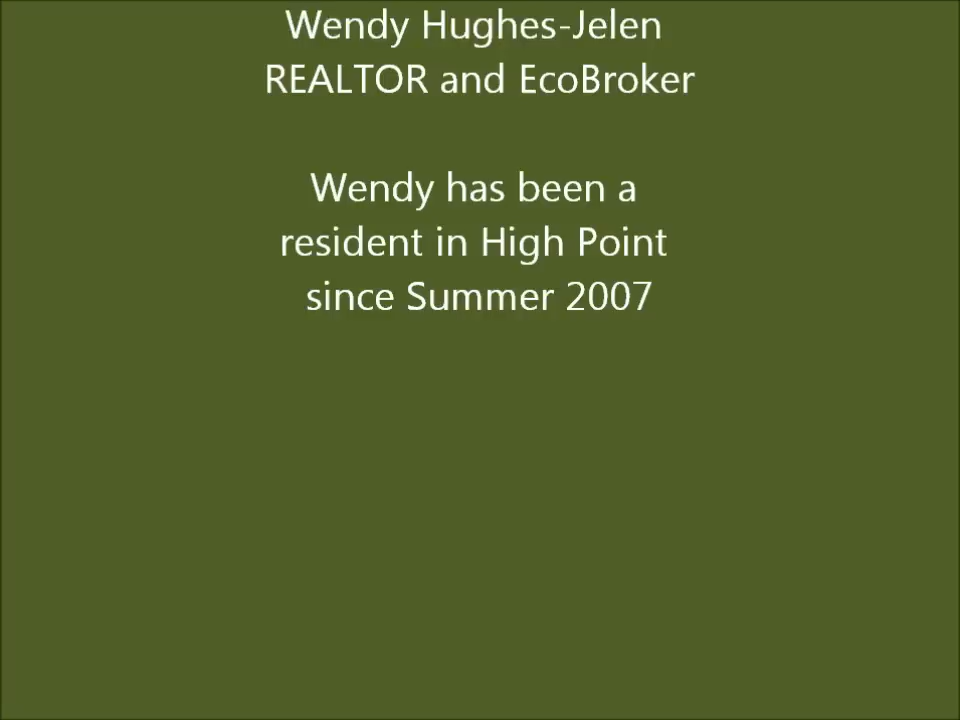 Wendy Hughes-Jelen
REALTOR and EcoBroker
Wendy has been a
resident in High Point
since Summer 2007